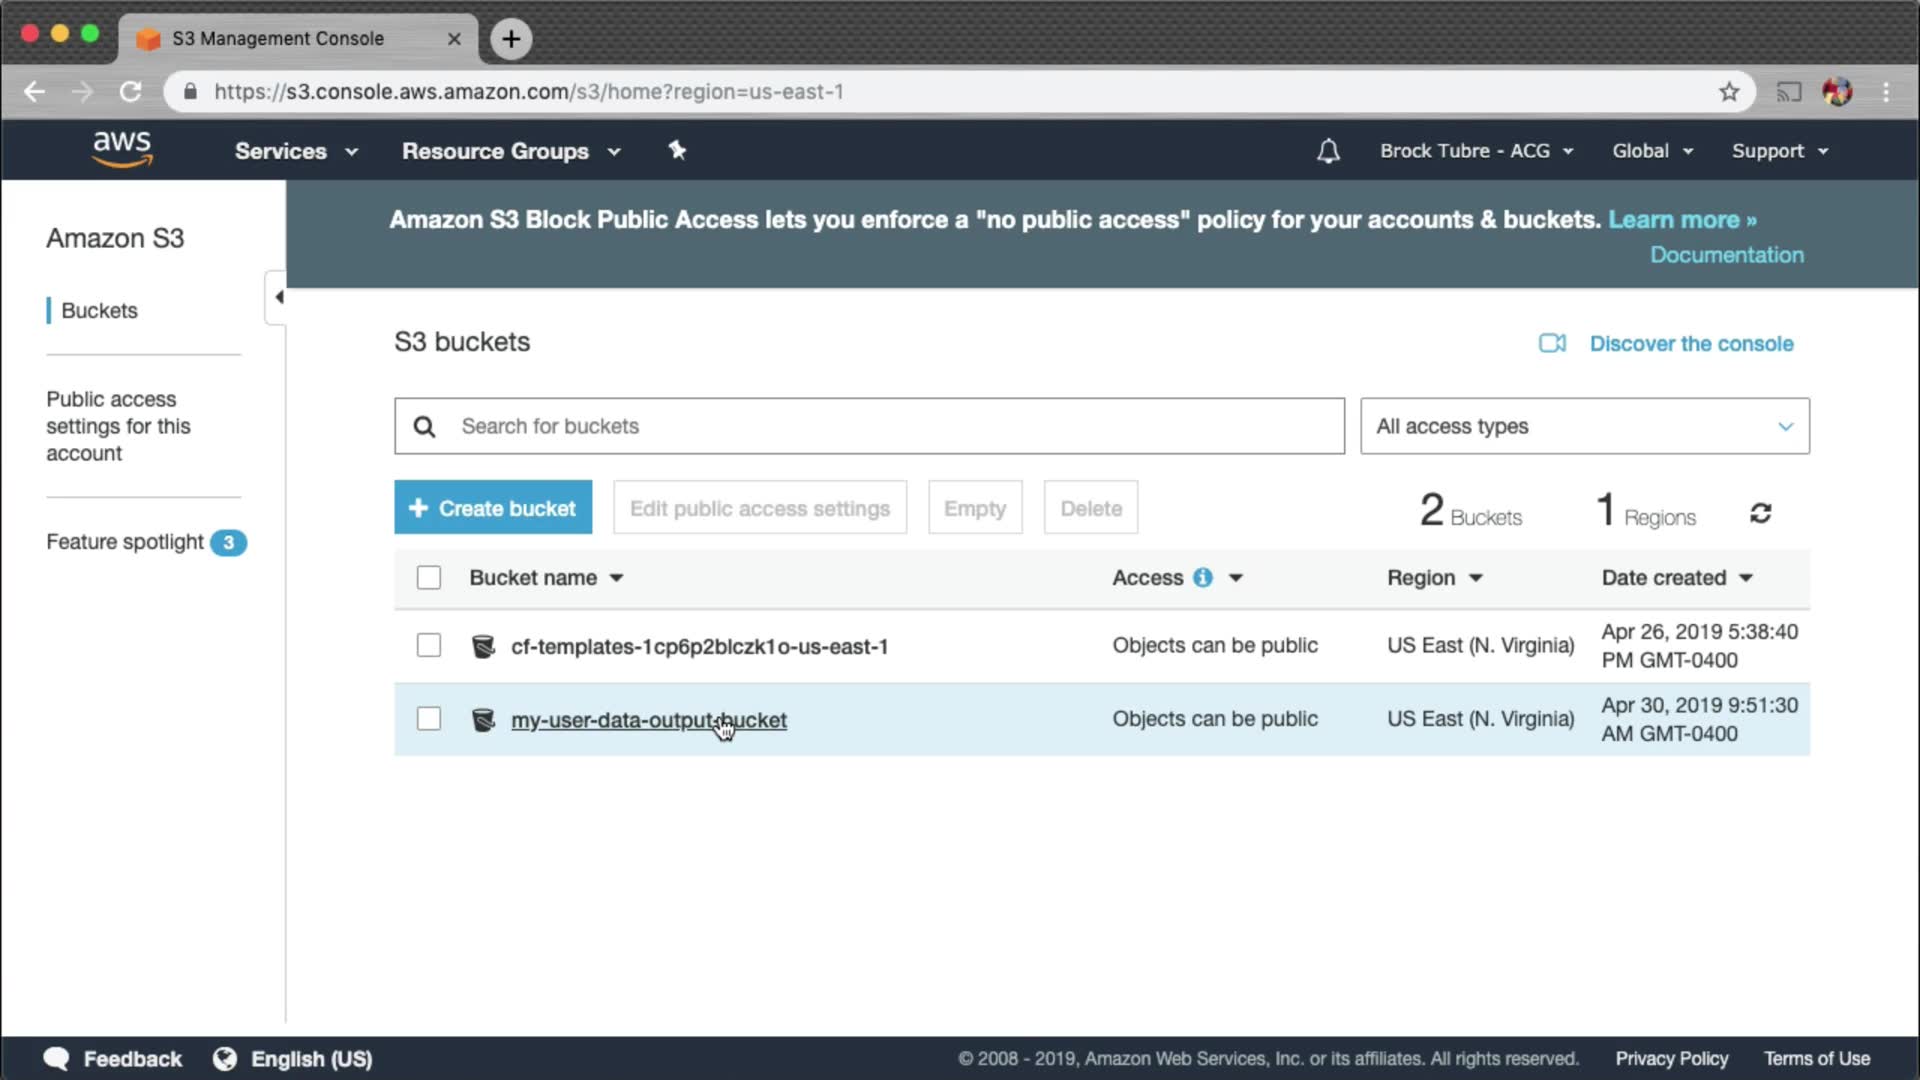 S3 Management Console
https://s3.console.aws.amazon.com/s3/home?region=us-east-1
aws
Services
Resource Groups
Brock Tubre - ACG
Global
Support
Amazon S3
Buckets
Public access
settings for this
account
Feature spotlight 3
Amazon S3 Block Public Access lets you enforce a "no public access" policy for your accounts & buckets. Learn more »
Documentation
S3 buckets
Discover the console
Search for buckets
All access types
+ Create bucket
Edit public access settings
Empty
Delete
2 Buckets
1 Regions
Bucket name
Access
Region
Date created
cf-templates-1cp6p2blczk1o-us-east-1
Objects can be public
US East (N. Virginia)
Apr 26, 2019 5:38:40
PM GMT-0400
my-user-data-output-bucket
Objects can be public
US East (N. Virginia)
Apr 30, 2019 9:51:30
AM GMT-0400
Feedback
English (US)
© 2008 - 2019, Amazon Web Services, Inc. or its affiliates. All rights reserved.
Privacy Policy
Terms of Use